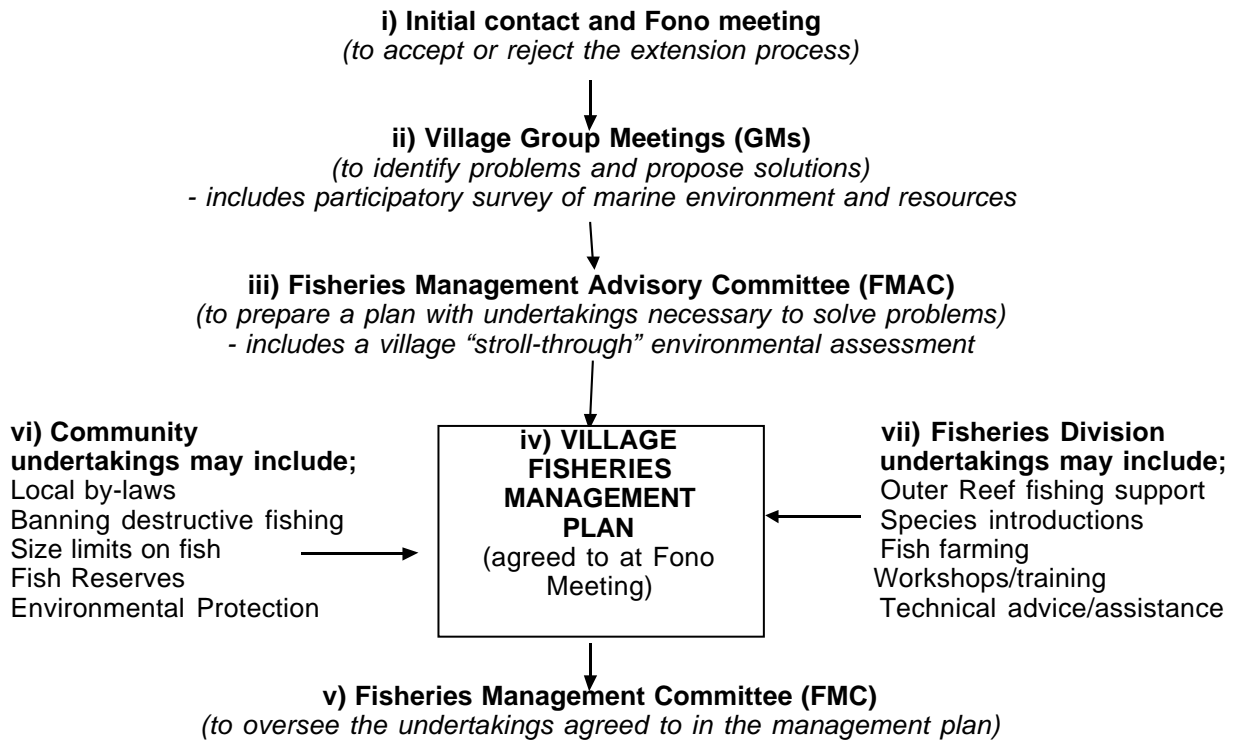 i) Initial contact and Fono meeting
(to accept or reject the extension process)
ii) Village Group Meetings (GMs)
(to identify problems and propose solutions)
- includes participatory survey of marine environment and resources
iii) Fisheries Management Advisory Committee (FMAC)
(to prepare a plan with undertakings necessary to solve problems)
- includes a village “stroll-through” environmental assessment
vi) Community
undertakings may include;
Local by-laws
Banning destructive fishing
Size limits on fish
Fish Reserves
Environmental Protection
iv) VILLAGE
FISHERIES
MANAGEMENT
PLAN
(agreed to at Fono
Meeting)
vii) Fisheries Division
undertakings may include;
Outer Reef fishing support
Species introductions
Fish farming
Workshops/training
Technical advice/assistance
v) Fisheries Management Committee (FMC)
(to oversee the undertakings agreed to in the management plan)